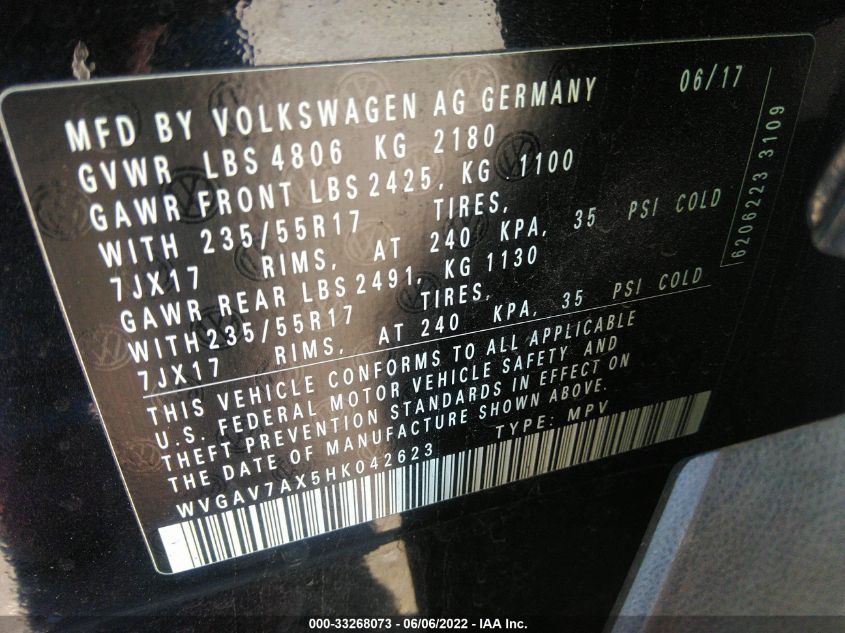 MFD BY VOLKSWAGEN AG GERMANY 06/17
GVWR LBS 4806 KG 2180
GAWR FRONT LBS 2425, KG 1100
WITH 235/55R17 TIRES,
7JX17 RIMS, AT 240 KPA, 35 PSI COLD
GAWR REAR LBS 2491, KG 1130
WITH 235/55R17 TIRES,
7JX17 RIMS, AT 240 KPA, 35 PSI COLD
THIS VEHICLE CONFORMS TO ALL APPLICABLE
U.S. FEDERAL MOTOR VEHICLE SAFETY AND
THEFT PREVENTION STANDARDS IN EFFECT ON
THE DATE OF MANUFACTURE SHOWN ABOVE.
WVGAV7AX5HK042623 TYPE: MPV
6206223 3109
000-33268073 - 06/06/2022 - IAA Inc.